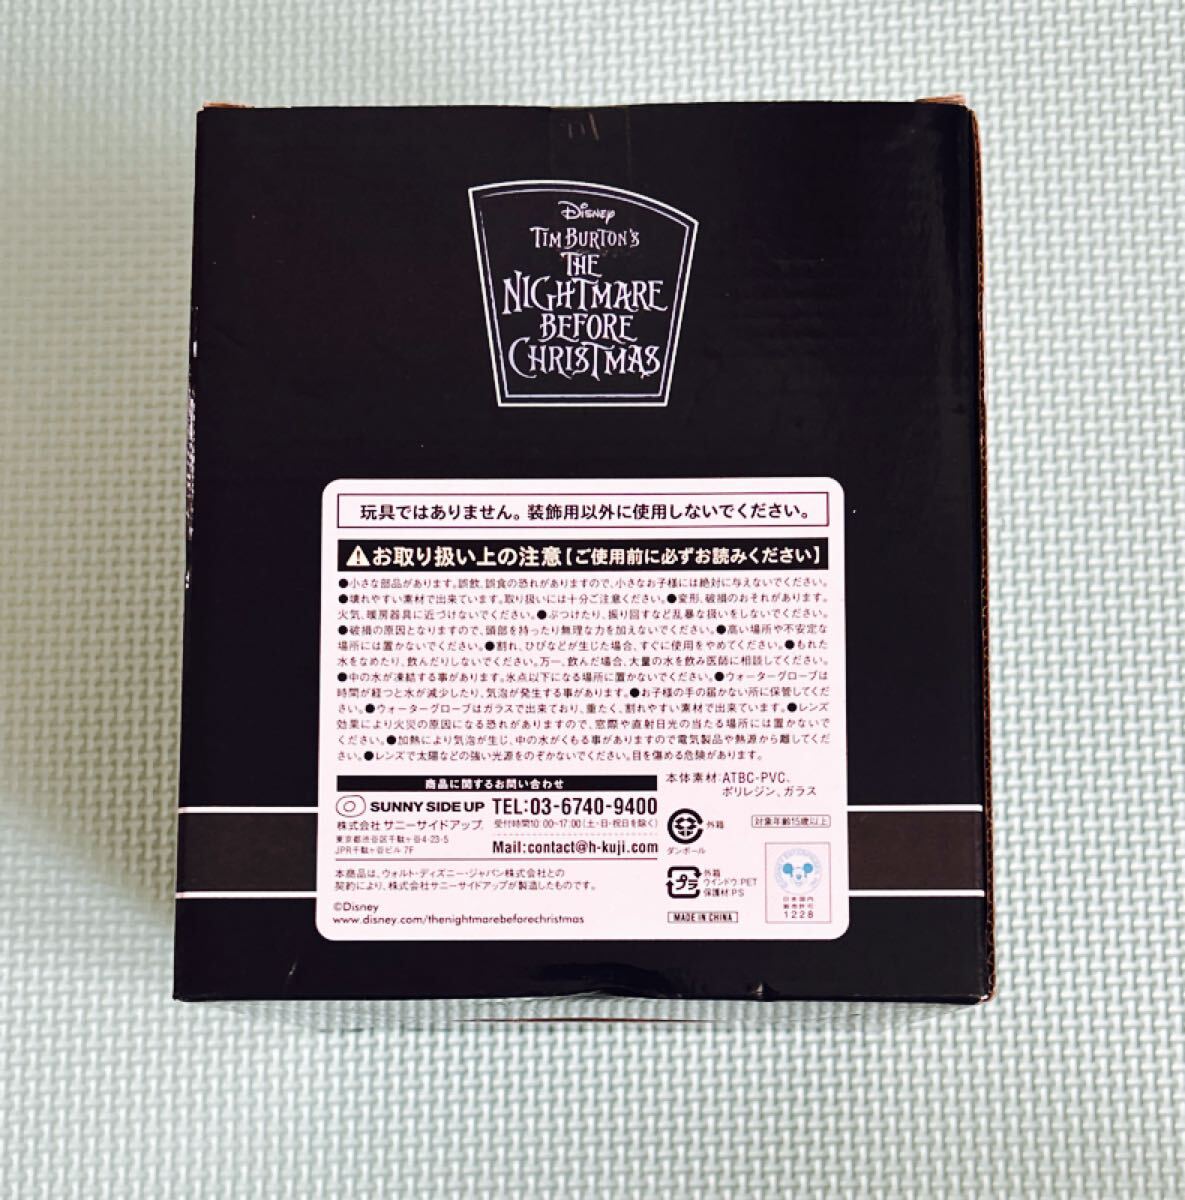 Disney
TIM BURTON'S
THE
NIGHTMARE
BEFORE
CHRISTMAS
玩具ではありません。装飾用以外に使用しないでください。
お取り扱い上の注意【ご使用前に必ずお読みください】
●小さな部品があります。誤飲、誤食の恐れがありますので、小さなお子様には絶対に与えないでください。
●壊れやすい素材で出来ています。取り扱いには十分ご注意ください。●変形、破損のおそれがあります。
火気、暖房器具に近づけないでください。●ぶつけたり、振り回すなど乱暴な扱いをしないでください。
●破損の原因となりますので、頭部を持ったり無理な力を加えないでください。●高い場所や不安定な
場所には置かないでください。●割れ、ひびなどが生じた場合、すぐに使用をやめてください。●もれた
水をなめたり、飲んだりしないでください。万一、飲んだ場合、大量の水を飲み医師に相談してください。
●中の水が凍結する事があります。氷点以下になる場所に置かないでください。●ウォーターグローブは
時間が経つと水が減少したり、気泡が発生する事があります。●お子様の手の届かない所に保管してくだ
さい。●ウォーターグローブはガラスで出来ており、重たく、割れやすい素材で出来ています。●レンズ
効果により火災の原因になる恐れがありますので、窓際や直射日光の当たる場所には置かないで
ください。●加熱により気泡が生じ、中の水がくもる事がありますので電気製品や熱源から離してくだ
さい。●レンズで太陽などの強い光源をのぞかないでください。目を傷める危険があります。
商品に関するお問い合わせ
SUNNY SIDE UP TEL:03-6740-9400
株式会社 サニーサイドアップ 受付時間10:00~17:00（土・日・祝日を除く）
東京都渋谷区千駄ヶ谷4-23-5
JPR千駄ヶ谷ビル 7F
Mail:contact@h-kuji.com
本商品は、ウォルト・ディズニー・ジャパン株式会社との
契約により、株式会社サニーサイドアップが製造したものです。
©Disney
www.disney.com/thenightmarebeforechristmas
本体素材:ATBC-PVC、
ポリレジン、ガラス
外箱
ダンボール
対象年齢15歳以上
プラ
外箱
ウインドウ:PET
保護材:PS
MADE IN CHINA
日本国内
販売許可
1228